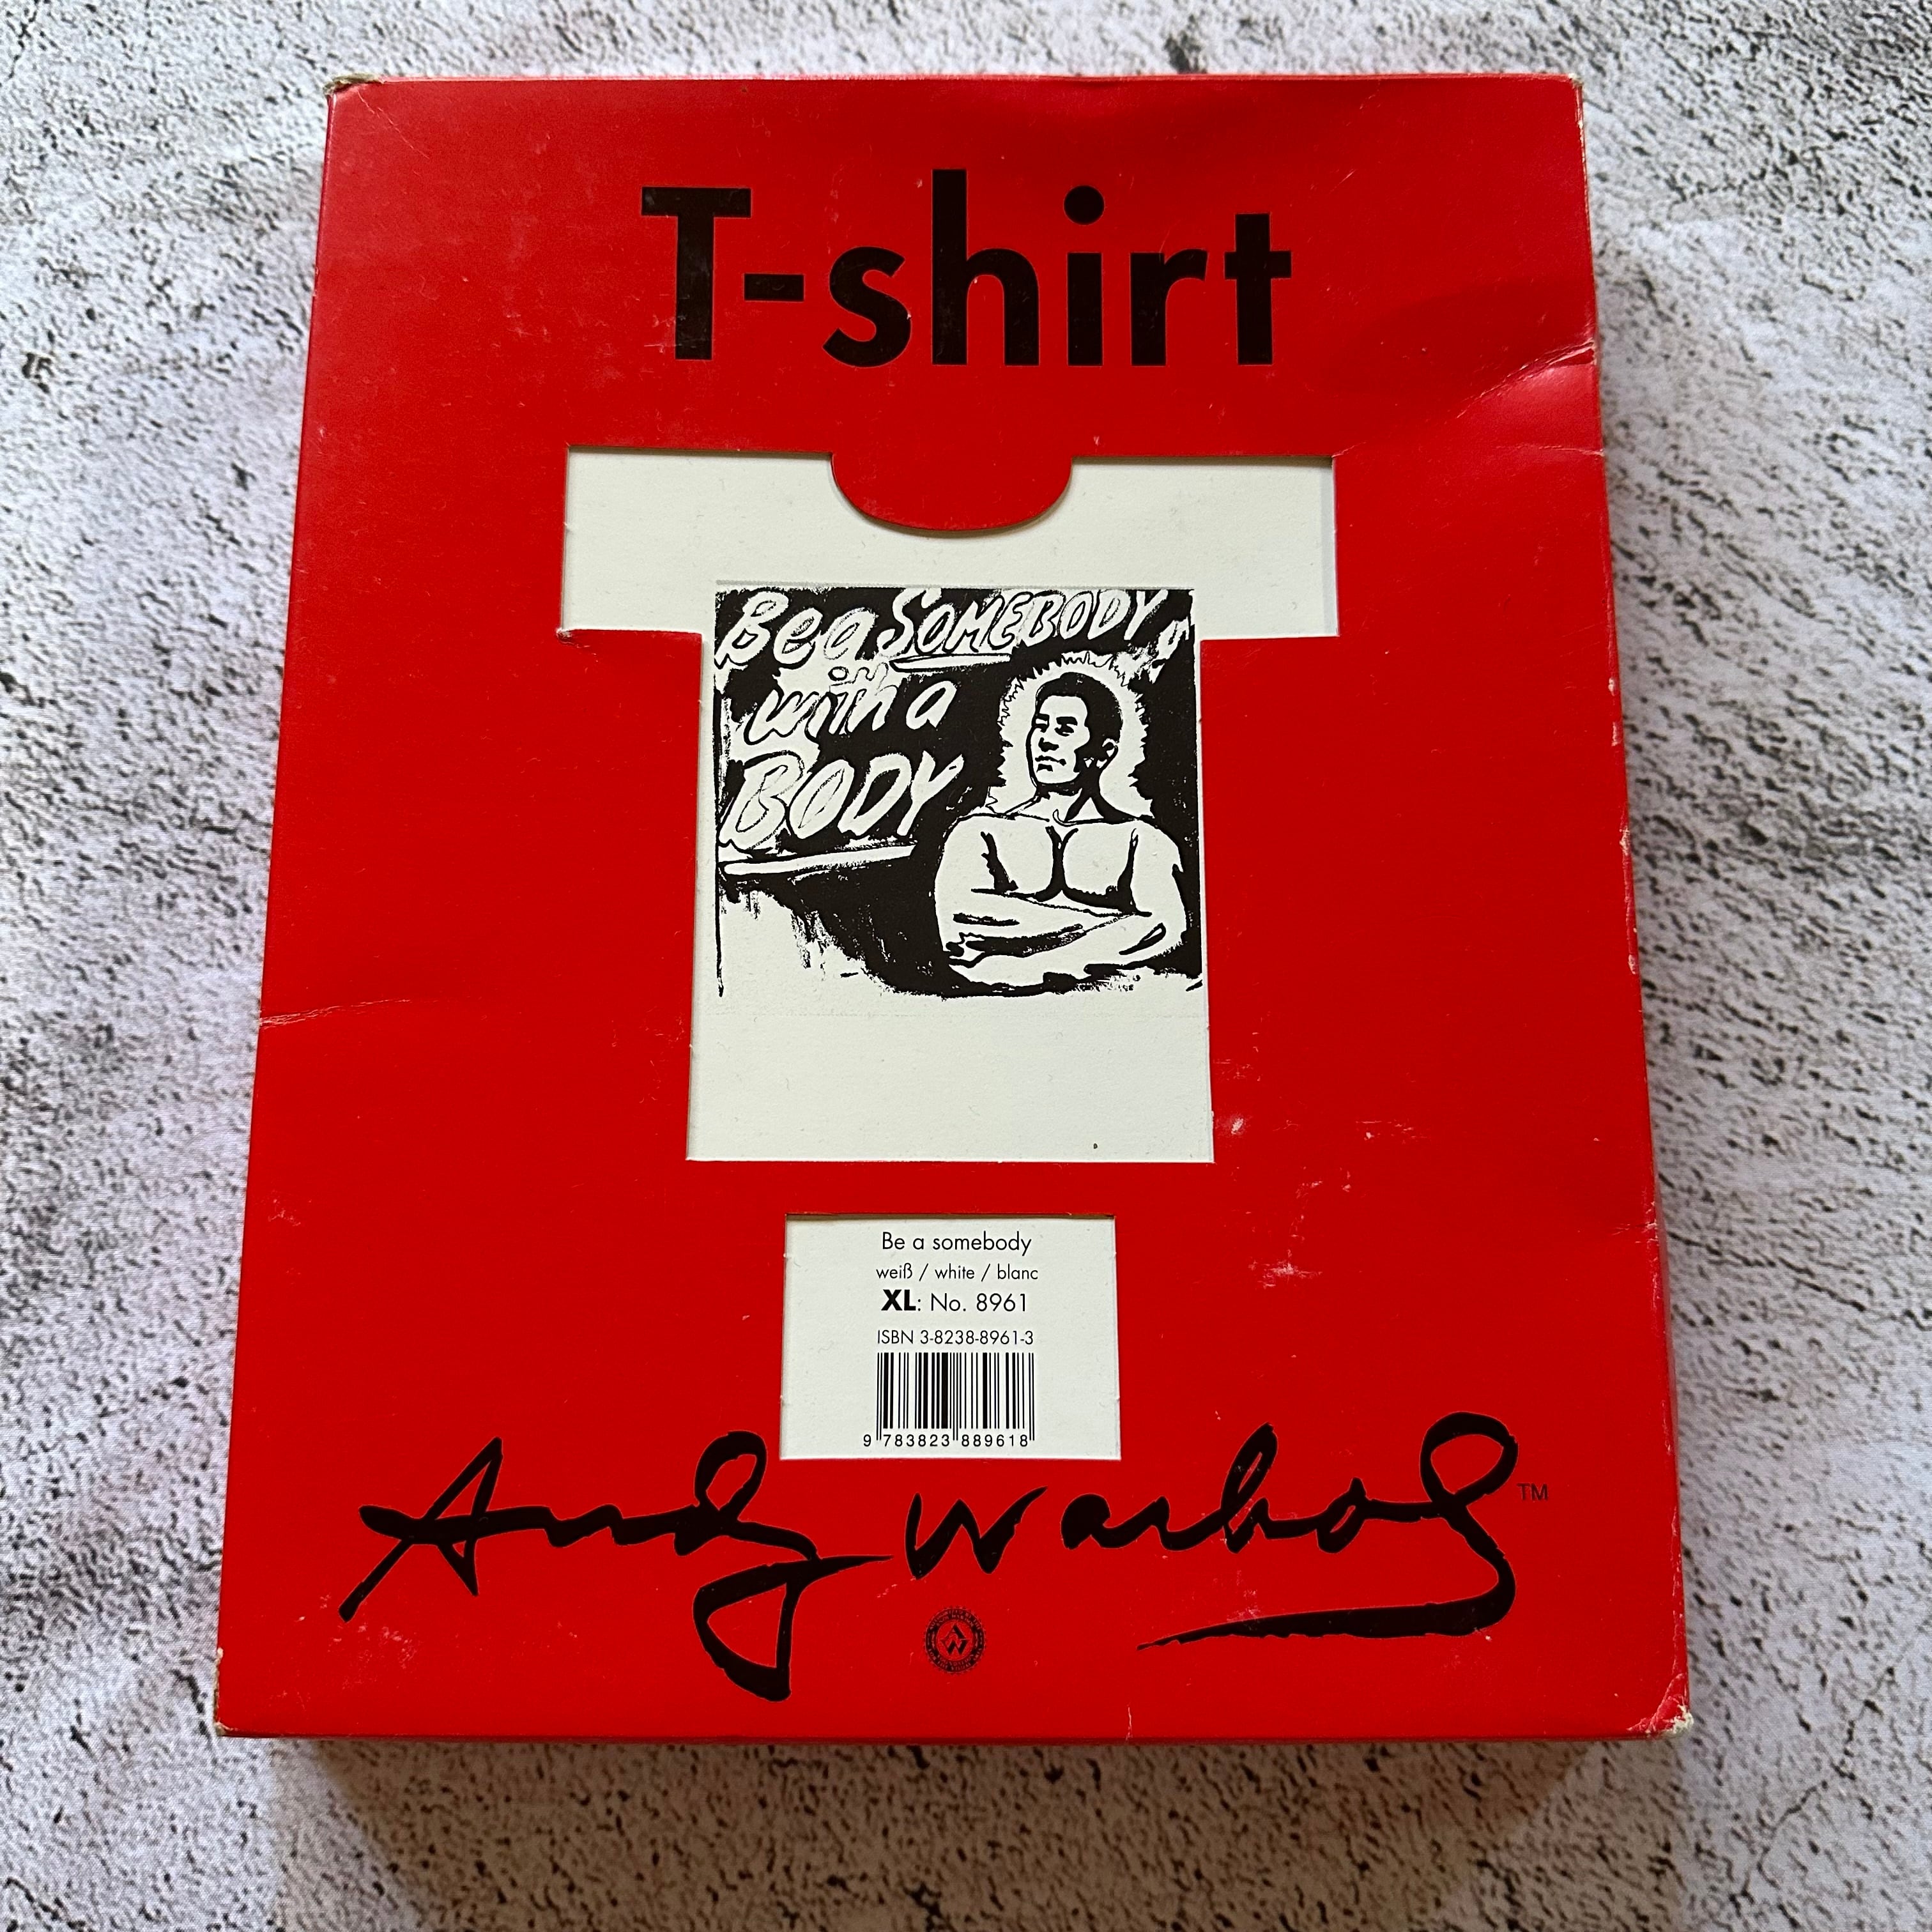 T-shirt
Be a SOMEBODY
with a
BODY
Be a somebody
weiß / white / blanc
XL: No. 8961
ISBN 3-8238-8961-3
9 783823 889618
Andy Warhol ™